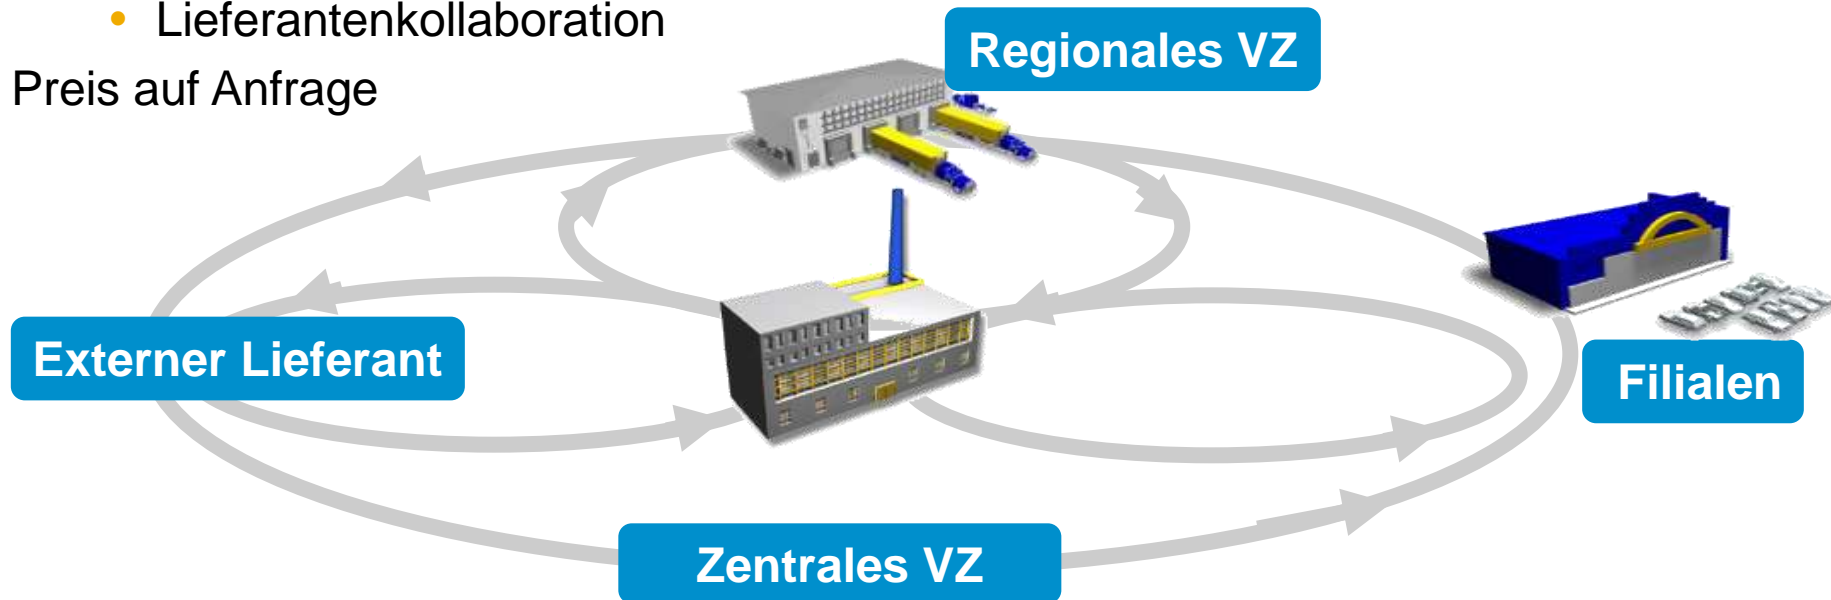 • Lieferantenkollaboration
Preis auf Anfrage
Regionales VZ
Externer Lieferant
Filialen
Zentrales VZ